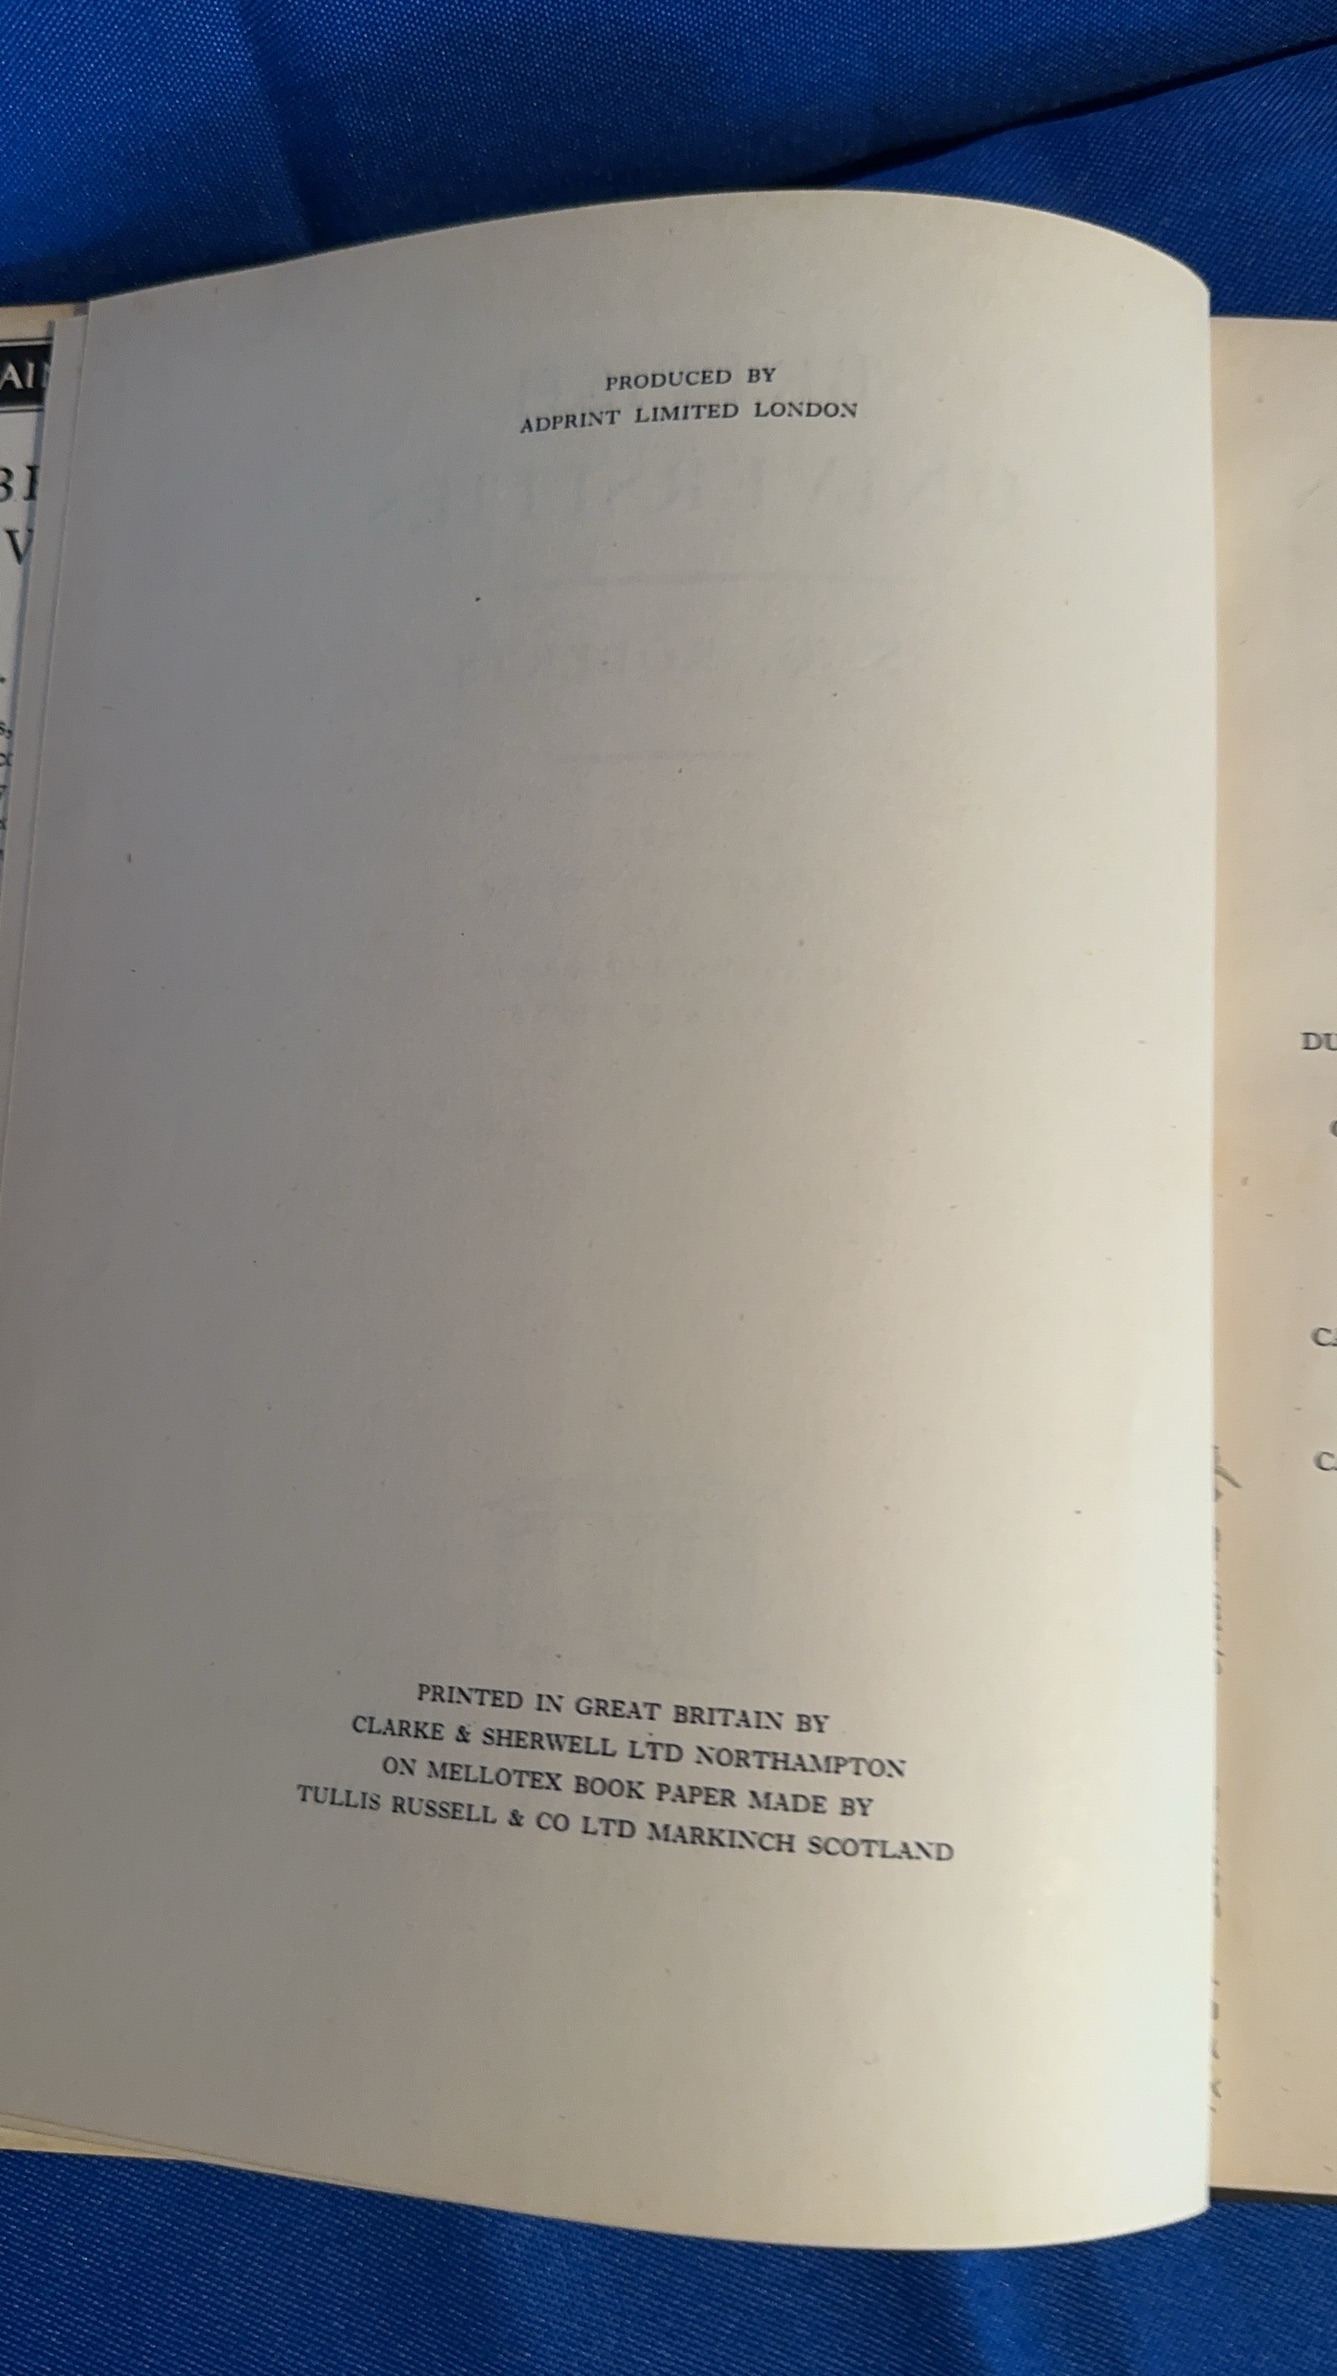 PRODUCED BY
ADPRINT LIMITED LONDON
PRINTED IN GREAT BRITAIN BY
CLARKE & SHERWELL LTD NORTHAMPTON
ON MELLOTEX BOOK PAPER MADE BY
TULLIS RUSSELL & CO LTD MARKINCH SCOTLAND